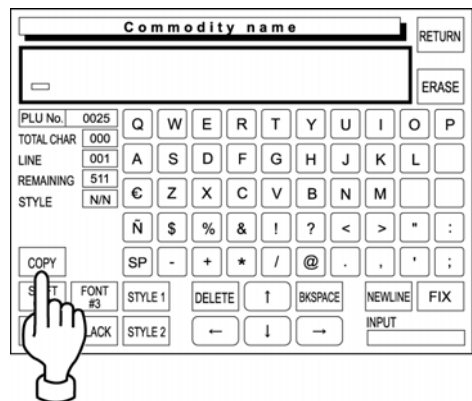 Commodity name
RETURN
ERASE
PLU No. 0025
TOTAL CHAR 000
LINE 001
REMAINING 511
STYLE N/N
Q W E R T Y U I O P
A S D F G H J K L
€ Z X C V B N M
Ñ $ % & ! ? < > " :
COPY
SP - + * / @ . , ' ;
FONT #3
STYLE 1
DELETE
↑
BKSPACE
NEWLINE
FIX
STYLE 2
← ↓ →
INPUT